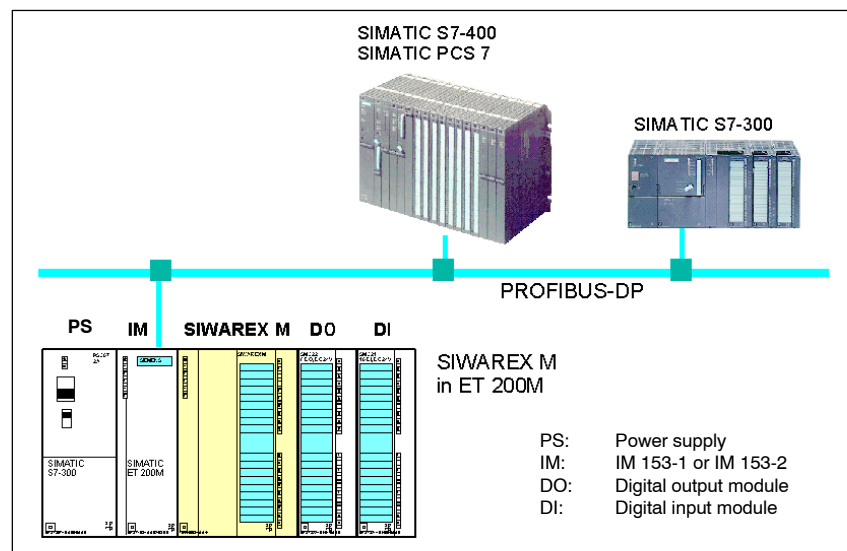 SIMATIC S7-400
SIMATIC PCS 7
SIMATIC S7-300
PROFIBUS-DP
PS IM SIWAREX M DO DI
SIEMENS
SIWAREX M
in ET 200M
SIMATIC
S7-300
SIMATIC
ET 200M
PS: Power supply
IM: IM 153-1 or IM 153-2
DO: Digital output module
DI: Digital input module